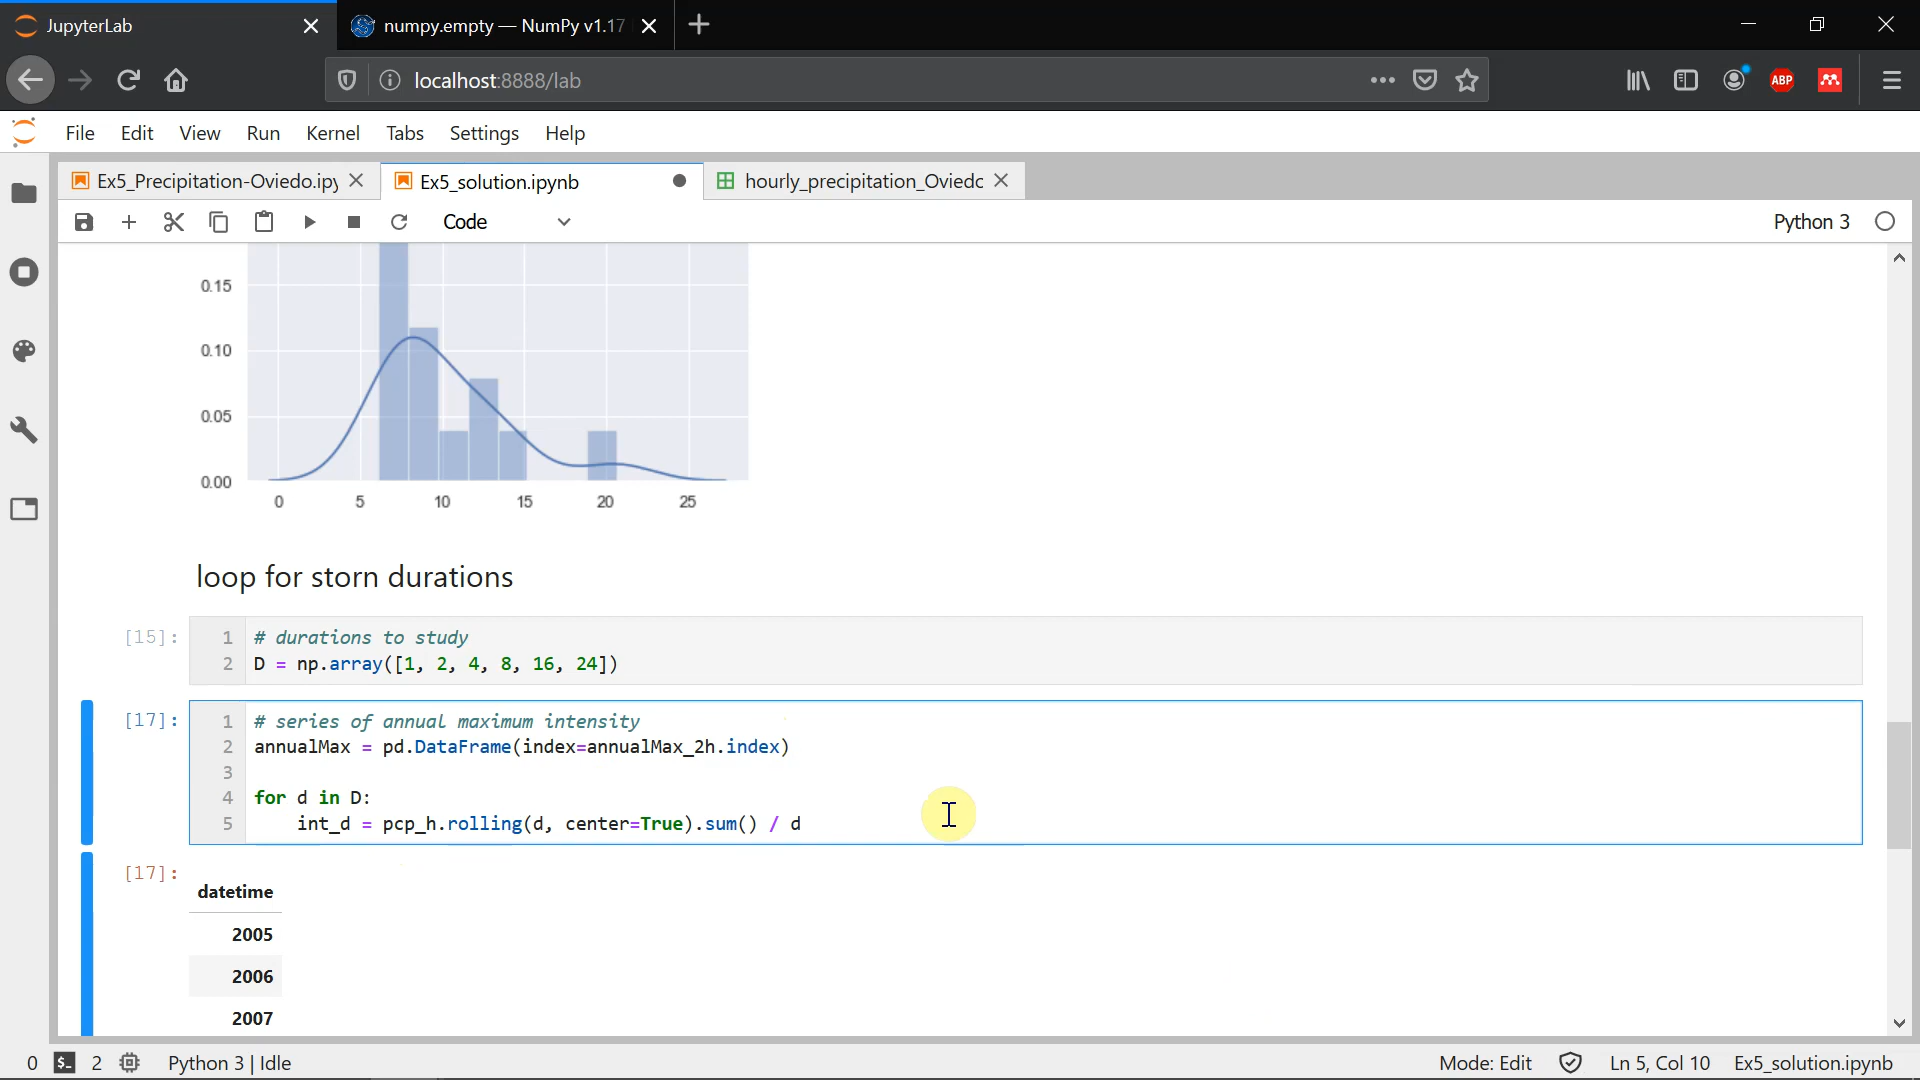 JupyterLab
numpy.empty — NumPy v1.17
localhost:8888/lab
ABP
File Edit View Run Kernel Tabs Settings Help
Ex5_Precipitation-Oviedo.ipy
Ex5_solution.ipynb
hourly_precipitation_Oviedo
Code
Python 3
0.15
0.10
0.05
0.00
0 5 10 15 20 25
loop for storn durations
[15]:
1 # durations to study
2 D = np.array([1, 2, 4, 8, 16, 24])
[17]:
1 # series of annual maximum intensity
2 annualMax = pd.DataFrame(index=annualMax_2h.index)
3
4 for d in D:
5 int_d = pcp_h.rolling(d, center=True).sum() / d
[17]:
datetime
2005
2006
2007
0 $_ 2 Python 3 | Idle
Mode: Edit Ln 5, Col 10 Ex5_solution.ipynb